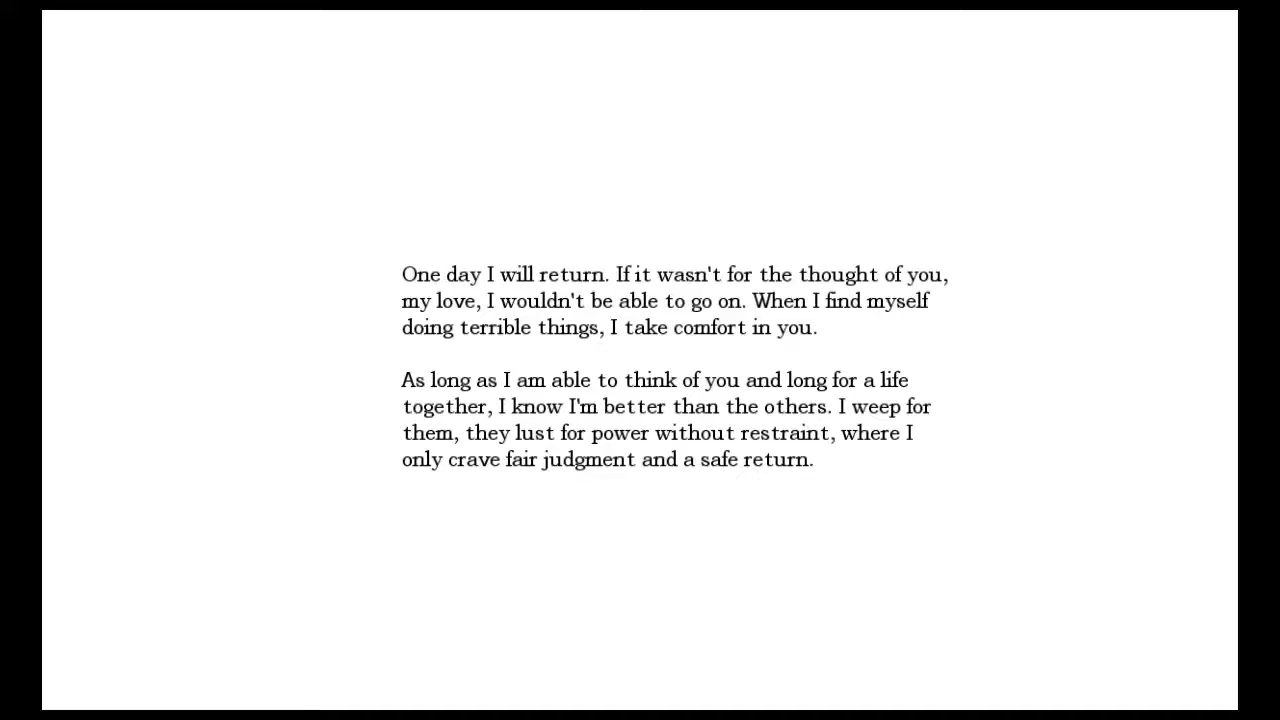 One day I will return. If it wasn't for the thought of you,
my love, I wouldn't be able to go on. When I find myself
doing terrible things, I take comfort in you.
As long as I am able to think of you and long for a life
together, I know I'm better than the others. I weep for
them, they lust for power without restraint, where I
only crave fair judgment and a safe return.